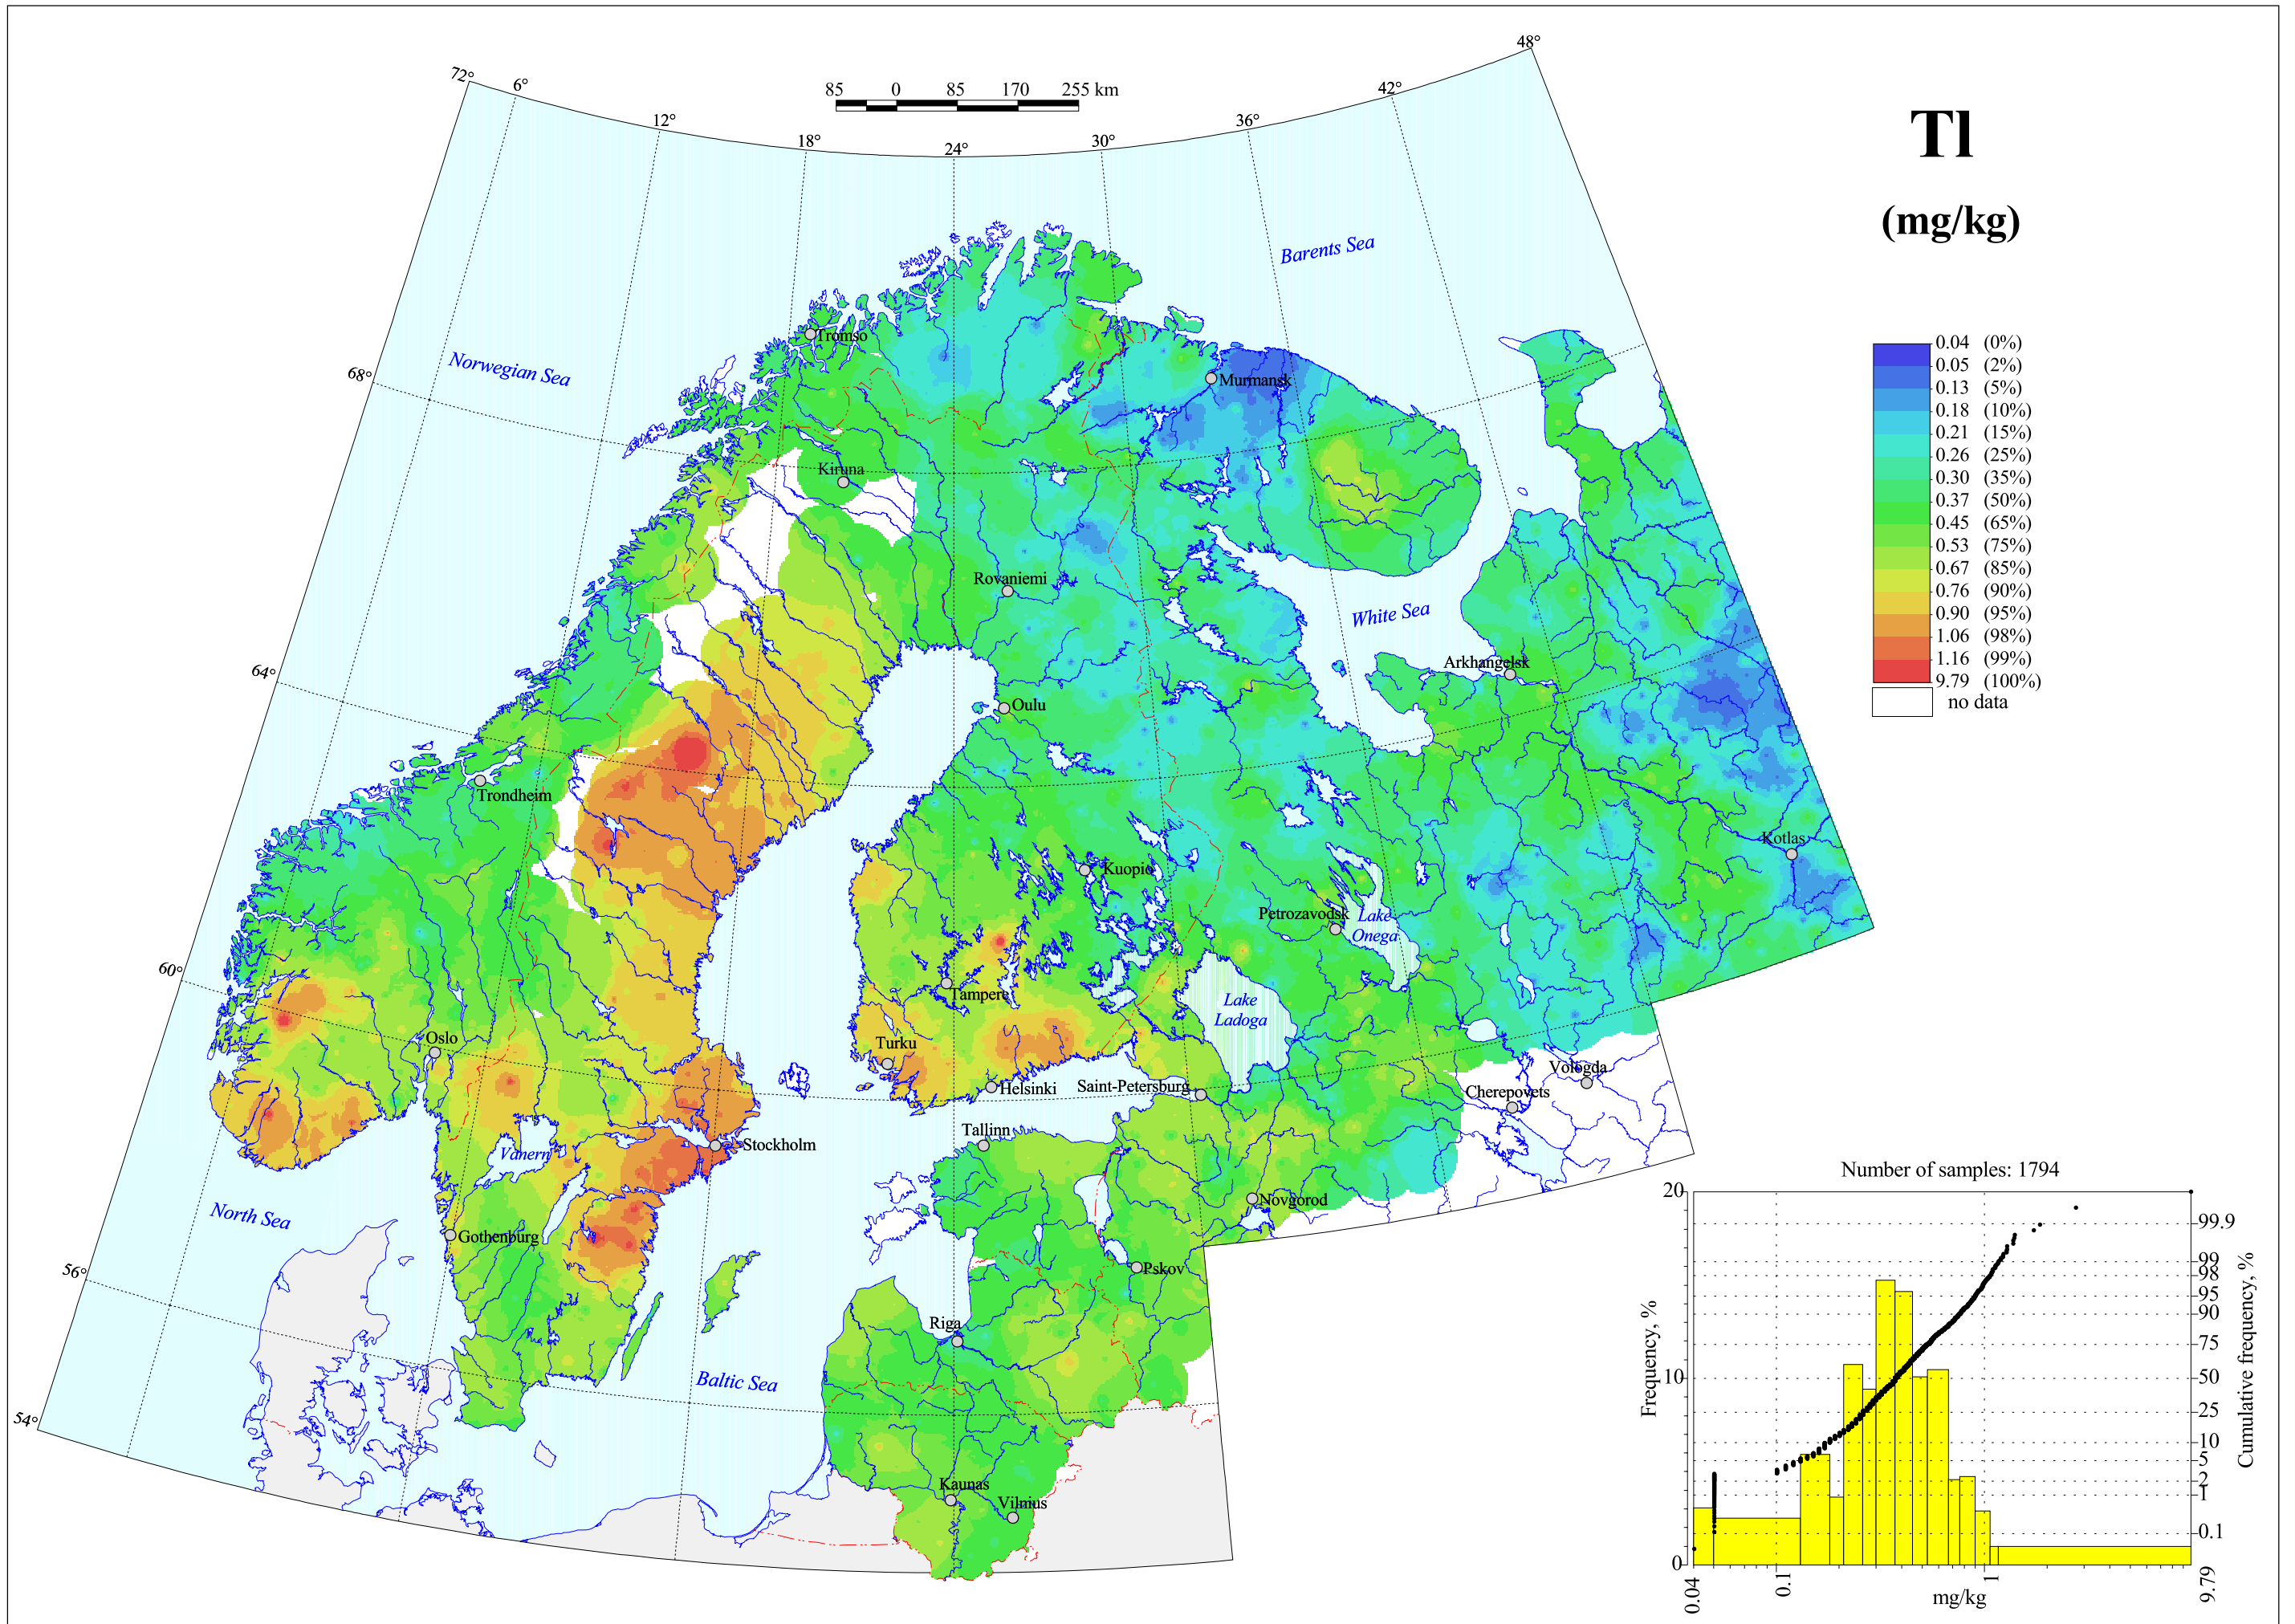 48°
72°
6°
42°
85 0 85 170 255 km
12°
36°
18°
30°
24°
Tl
(mg/kg)
Barents Sea
Tromso
0.04 (0%)
0.05 (2%)
0.13 (5%)
0.18 (10%)
0.21 (15%)
0.26 (25%)
0.30 (35%)
0.37 (50%)
0.45 (65%)
0.53 (75%)
0.67 (85%)
0.76 (90%)
0.90 (95%)
1.06 (98%)
1.16 (99%)
9.79 (100%)
no data
Norwegian Sea
68°
Murmansk
Kiruna
Rovaniemi
White Sea
Arkhangelsk
64°
Oulu
Trondheim
Kotlas
Kuopio
Petrozavodsk
Lake
Onega
60°
Tampere
Lake
Ladoga
Oslo
Turku
Helsinki
Saint-Petersburg
Vologda
Cherepovets
Tallinn
Stockholm
Vanern
Novgorod
North Sea
Gothenburg
Pskov
56°
Riga
Baltic Sea
54°
Kaunas
Vilnius
Number of samples: 1794
20
10
0
Frequency, %
99.9
99
98
95
90
75
50
25
10
5
2
1
0.1
Cumulative frequency, %
0.04
0.1
1
9.79
mg/kg